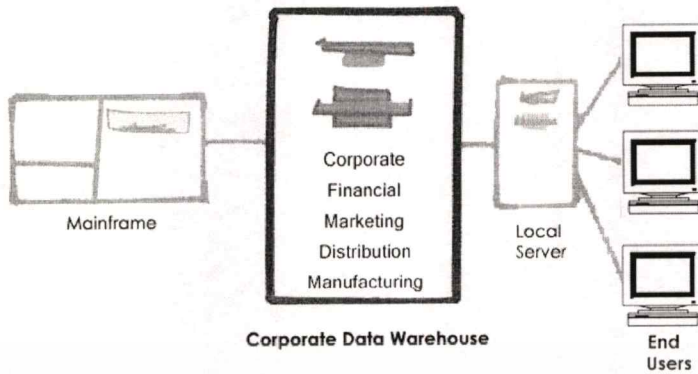 Mainframe
Corporate
Financial
Marketing
Distribution
Manufacturing
Corporate Data Warehouse
Local
Server
End
Users